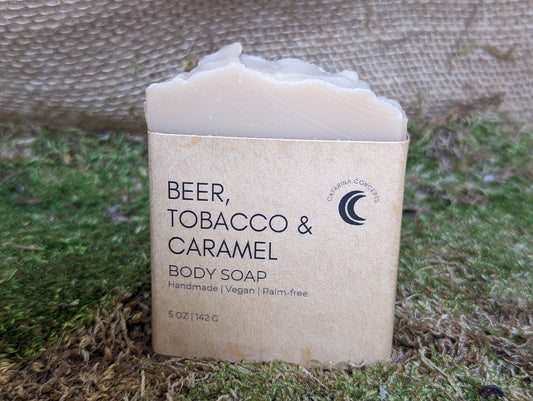 CATARINA CONCEPTS
BEER,
TOBACCO &
CARAMEL
BODY SOAP
Handmade | Vegan | Palm-free
5 OZ | 142 G